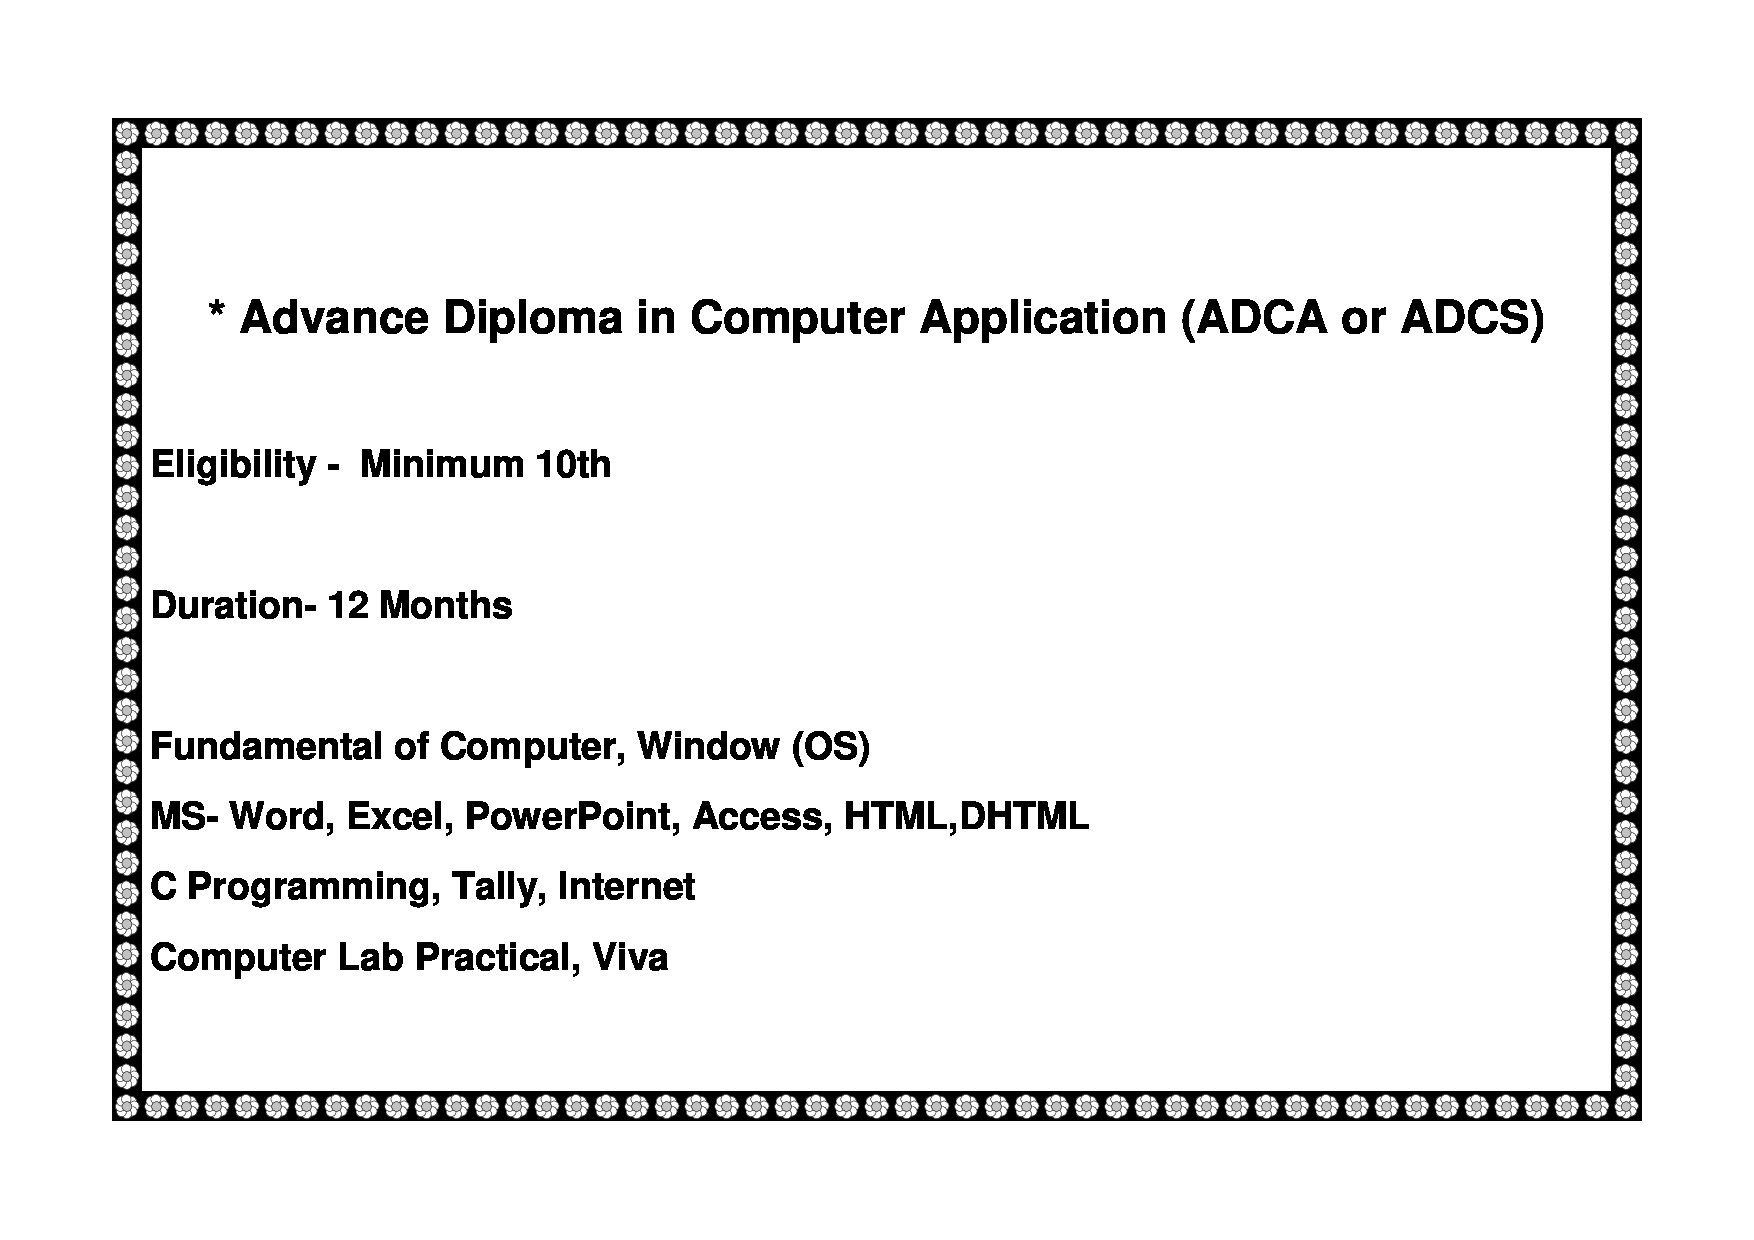 * Advance Diploma in Computer Application (ADCA or ADCS)
Eligibility -  Minimum 10th
Duration- 12 Months
Fundamental of Computer, Window (OS)
MS- Word, Excel, PowerPoint, Access, HTML,DHTML
C Programming, Tally, Internet
Computer Lab Practical, Viva